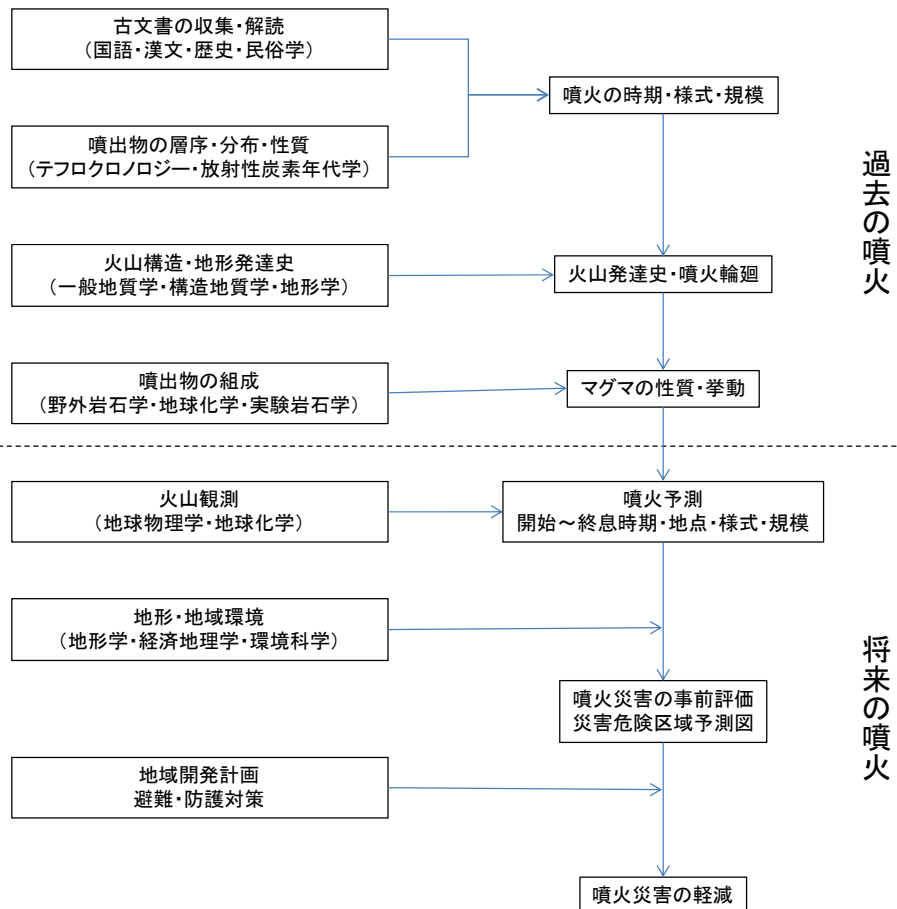 古文書の収集・解読
（国語・漢文・歴史・民俗学）
噴火の時期・様式・規模
噴出物の層序・分布・性質
（テフロクロノロジー・放射性炭素年代学）
過去の噴火
火山構造・地形発達史
（一般地質学・構造地質学・地形学）
火山発達史・噴火輪廻
噴出物の組成
（野外岩石学・地球化学・実験岩石学）
マグマの性質・挙動
火山観測
（地球物理学・地球化学）
噴火予測
開始～終息時期・地点・様式・規模
地形・地域環境
（地形学・経済地理学・環境科学）
将来の噴火
噴火災害の事前評価
災害危険区域予測図
地域開発計画
避難・防護対策
噴火災害の軽減